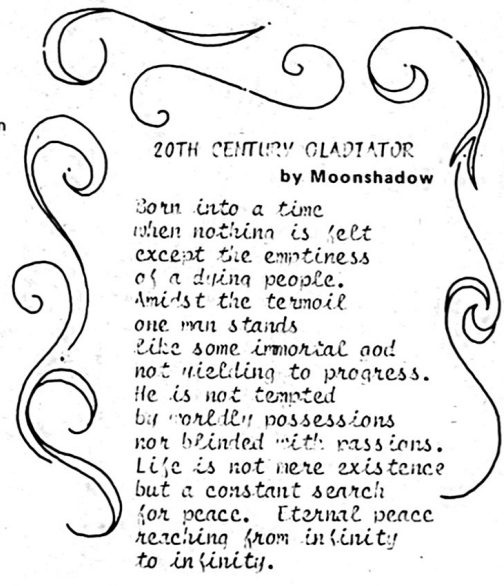 n
20TH CENTURY GLADIATOR
by Moonshadow
Born into a time
when nothing is felt
except the emptiness
of a dying people.
Amidst the termoil
one man stands
like some immortal god
not yielding to progress.
He is not tempted
by worldly possessions
nor blinded with passions.
Life is not mere existence
but a constant search
for peace. Eternal peace
reaching from infinity
to infinity.